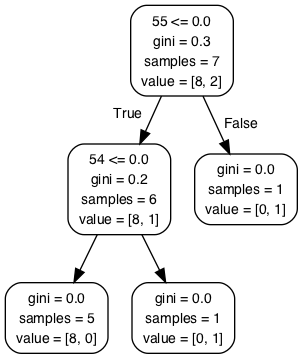 55 <= 0.0
gini = 0.3
samples = 7
value = [8, 2]
True
False
54 <= 0.0
gini = 0.2
samples = 6
value = [8, 1]
gini = 0.0
samples = 1
value = [0, 1]
gini = 0.0
samples = 5
value = [8, 0]
gini = 0.0
samples = 1
value = [0, 1]